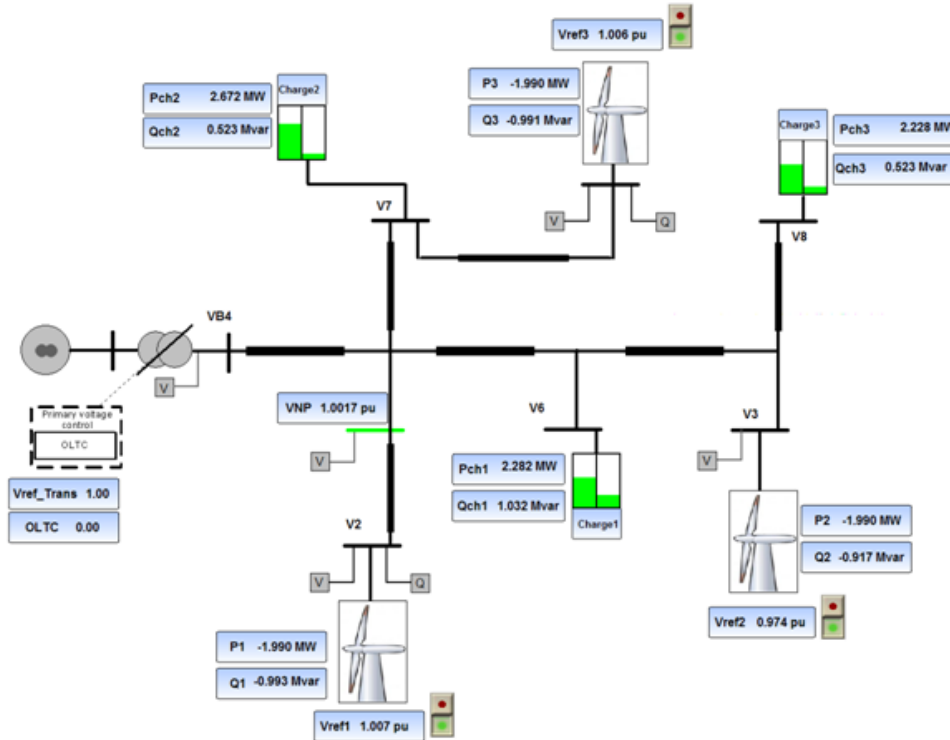 Vref3 1.006 pu
P3 -1.990 MW
Q3 -0.991 Mvar
Charge2
Pch2 2.672 MW
Qch2 0.523 Mvar
Charge3
Pch3 2.228 MW
Qch3 0.523 Mvar
V7
V
Q
V8
VB4
V
Primary voltage
control
OLTC
Vref_Trans 1.00
OLTC 0.00
VNP 1.0017 pu
V
V6
Pch1 2.282 MW
Qch1 1.032 Mvar
Charge1
V3
V
P2 -1.990 MW
Q2 -0.917 Mvar
Vref2 0.974 pu
V2
V
Q
P1 -1.990 MW
Q1 -0.993 Mvar
Vref1 1.007 pu